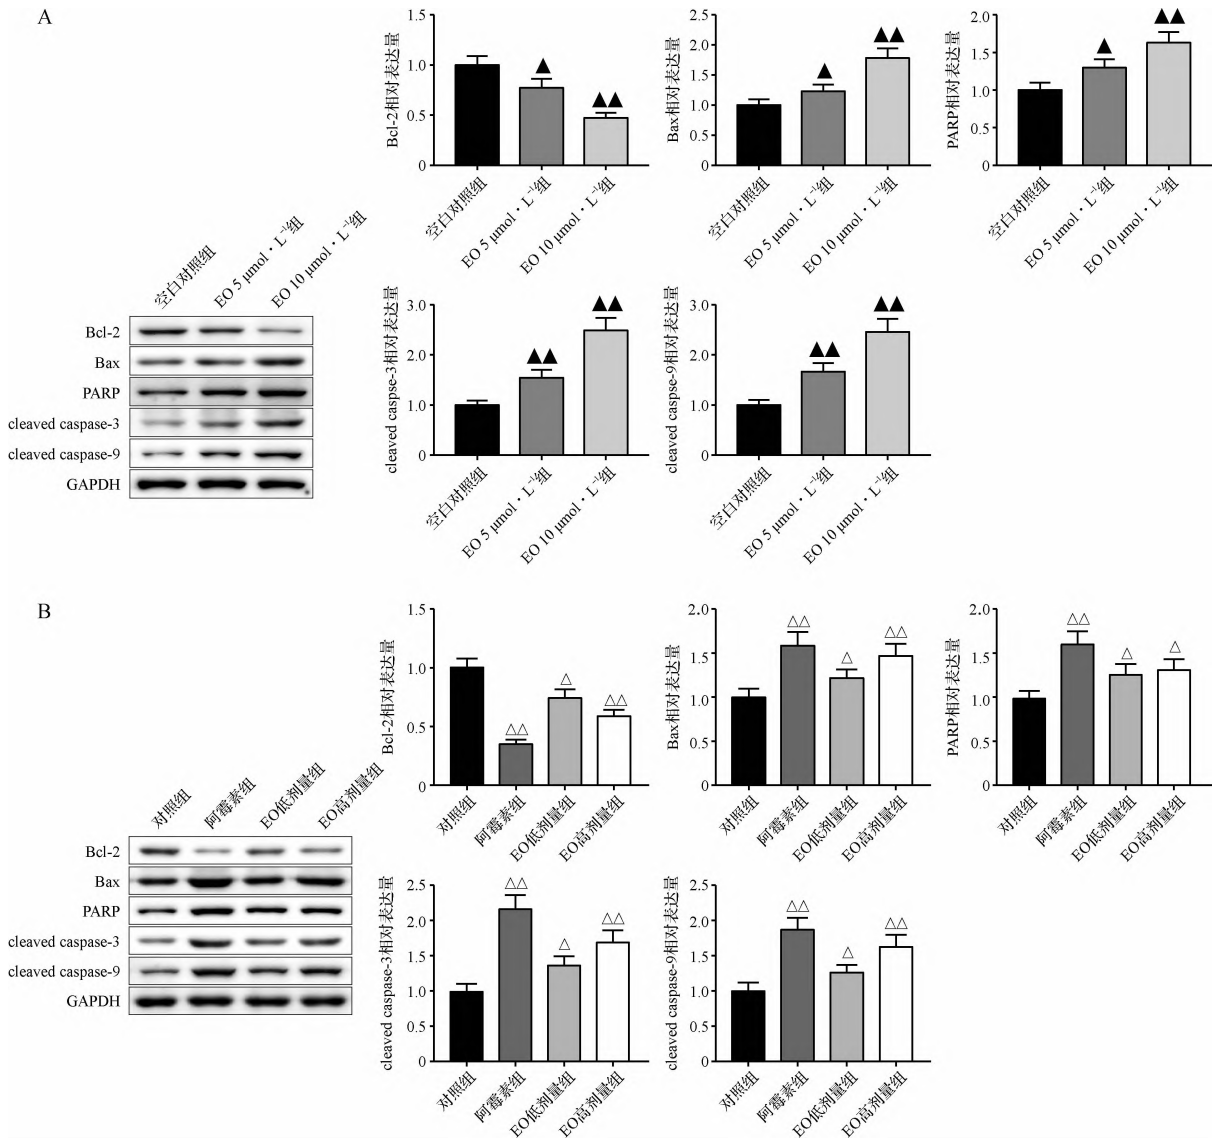 A
空白对照组
EO 5 μmol·L⁻¹组
EO 10 μmol·L⁻¹组
Bcl-2
Bax
PARP
cleaved caspase-3
cleaved caspase-9
GAPDH
Bcl-2相对表达量
1.5
1.0
0.5
0
▲
▲▲
空白对照组
EO 5 μmol·L⁻¹组
EO 10 μmol·L⁻¹组
Bax相对表达量
2.5
2.0
1.5
1.0
0.5
0
▲
▲▲
空白对照组
EO 5 μmol·L⁻¹组
EO 10 μmol·L⁻¹组
PARP相对表达量
2.0
1.5
1.0
0.5
0
▲
▲▲
空白对照组
EO 5 μmol·L⁻¹组
EO 10 μmol·L⁻¹组
cleaved caspse-3相对表达量
3.0
2.0
1.0
0
▲▲
▲▲
空白对照组
EO 5 μmol·L⁻¹组
EO 10 μmol·L⁻¹组
cleaved caspse-9相对表达量
3.0
2.0
1.0
0
▲▲
▲▲
空白对照组
EO 5 μmol·L⁻¹组
EO 10 μmol·L⁻¹组
B
对照组
阿霉素组
EO低剂量组
EO高剂量组
Bcl-2
Bax
PARP
cleaved caspase-3
cleaved caspase-9
GAPDH
Bcl-2相对表达量
1.5
1.0
0.5
0
△△
△
△△
对照组
阿霉素组
EO低剂量组
EO高剂量组
Bax相对表达量
2.0
1.5
1.0
0.5
0
△△
△
△△
对照组
阿霉素组
EO低剂量组
EO高剂量组
PARP相对表达量
2.0
1.5
1.0
0.5
0
△△
△
△
对照组
阿霉素组
EO低剂量组
EO高剂量组
cleaved caspase-3相对表达量
2.5
2.0
1.5
1.0
0.5
0
△△
△
△△
对照组
阿霉素组
EO低剂量组
EO高剂量组
cleaved caspase-9相对表达量
2.5
2.0
1.5
1.0
0.5
0
△△
△
△△
对照组
阿霉素组
EO低剂量组
EO高剂量组